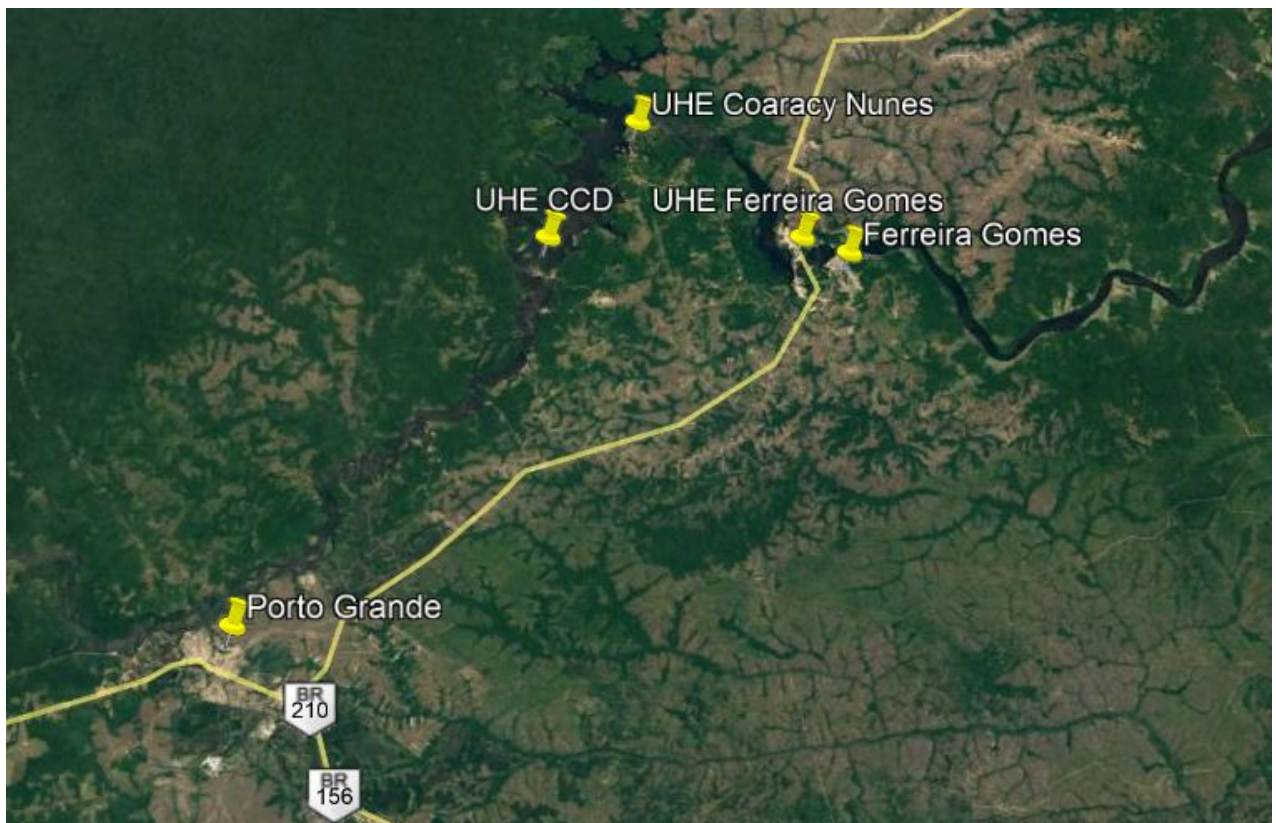 UHE Coaracy Nunes
UHE CCD
UHE Ferreira Gomes
Ferreira Gomes
Porto Grande
BR
210
BR
156